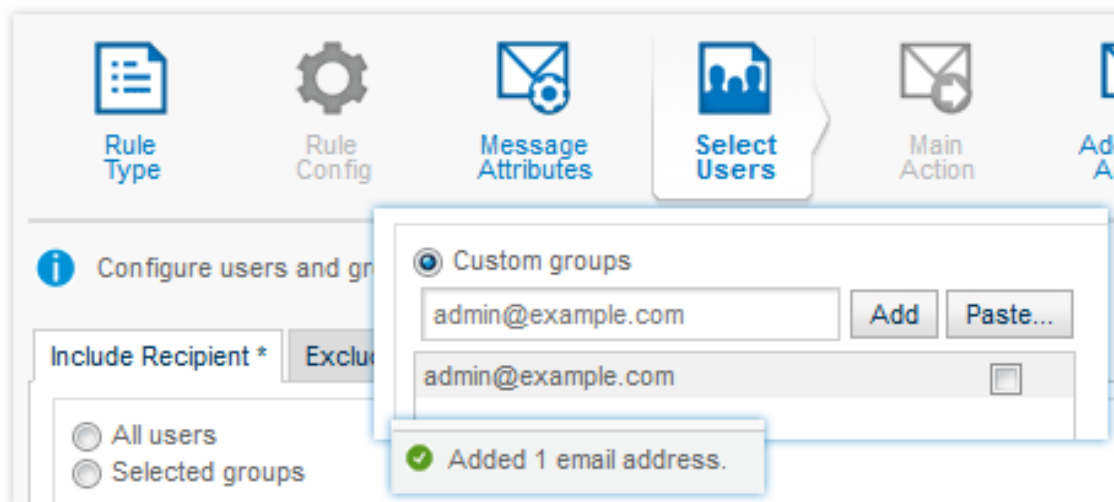 Rule
Type
Rule
Config
Message
Attributes
Select
Users
Main
Action
Configure users and gr
Custom groups
admin@example.com
Add
Paste...
Include Recipient *
admin@example.com
All users
Selected groups
Added 1 email address.